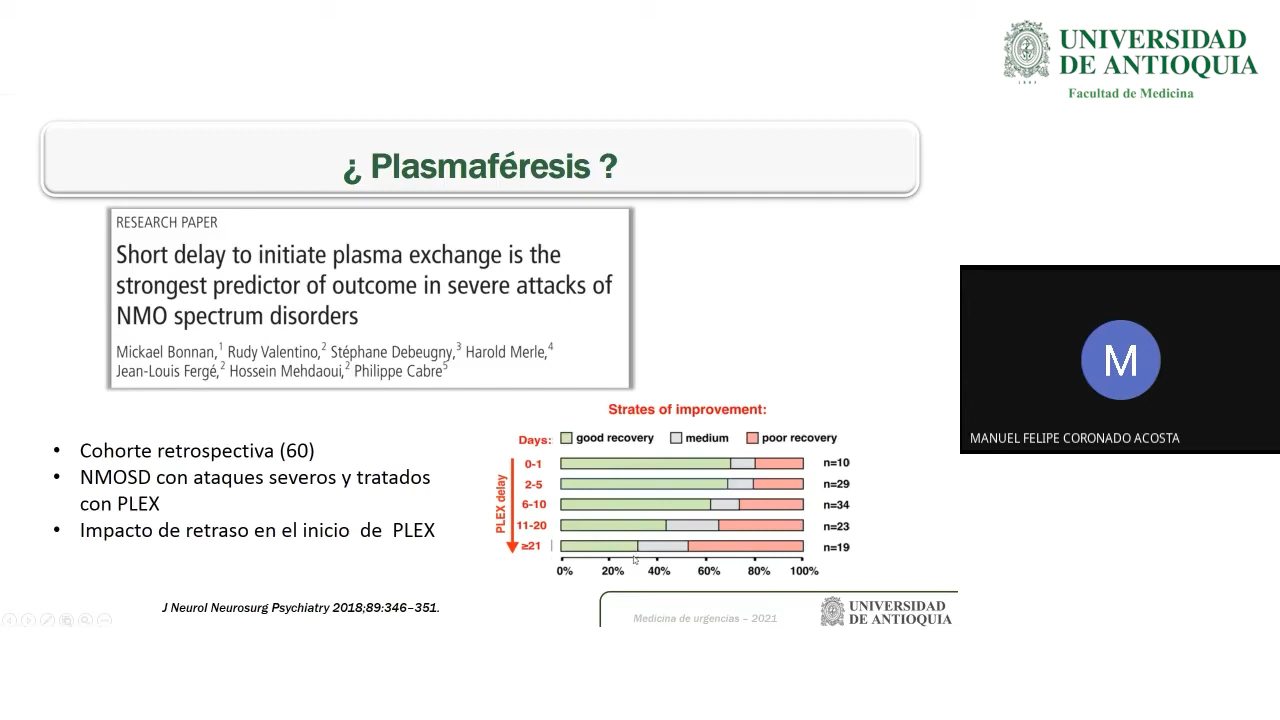 UNIVERSIDAD
DE ANTIOQUIA
1803
Facultad de Medicina
¿ Plasmaféresis ?
RESEARCH PAPER
Short delay to initiate plasma exchange is the
strongest predictor of outcome in severe attacks of
NMO spectrum disorders
Mickael Bonnan,1 Rudy Valentino,2 Stéphane Debeugny,3 Harold Merle,4
Jean-Louis Fergé,2 Hossein Mehdaoui,2 Philippe Cabre5
• Cohorte retrospectiva (60)
• NMOSD con ataques severos y tratados
con PLEX
• Impacto de retraso en el inicio de PLEX
Strates of improvement:
Days: good recovery medium poor recovery
PLEX delay
0-1 n=10
2-5 n=29
6-10 n=34
11-20 n=23
≥21 n=19
0% 20% 40% 60% 80% 100%
J Neurol Neurosurg Psychiatry 2018;89:346–351.
Medicina de urgencias – 2021
UNIVERSIDAD
DE ANTIOQUIA
M
MANUEL FELIPE CORONADO ACOSTA